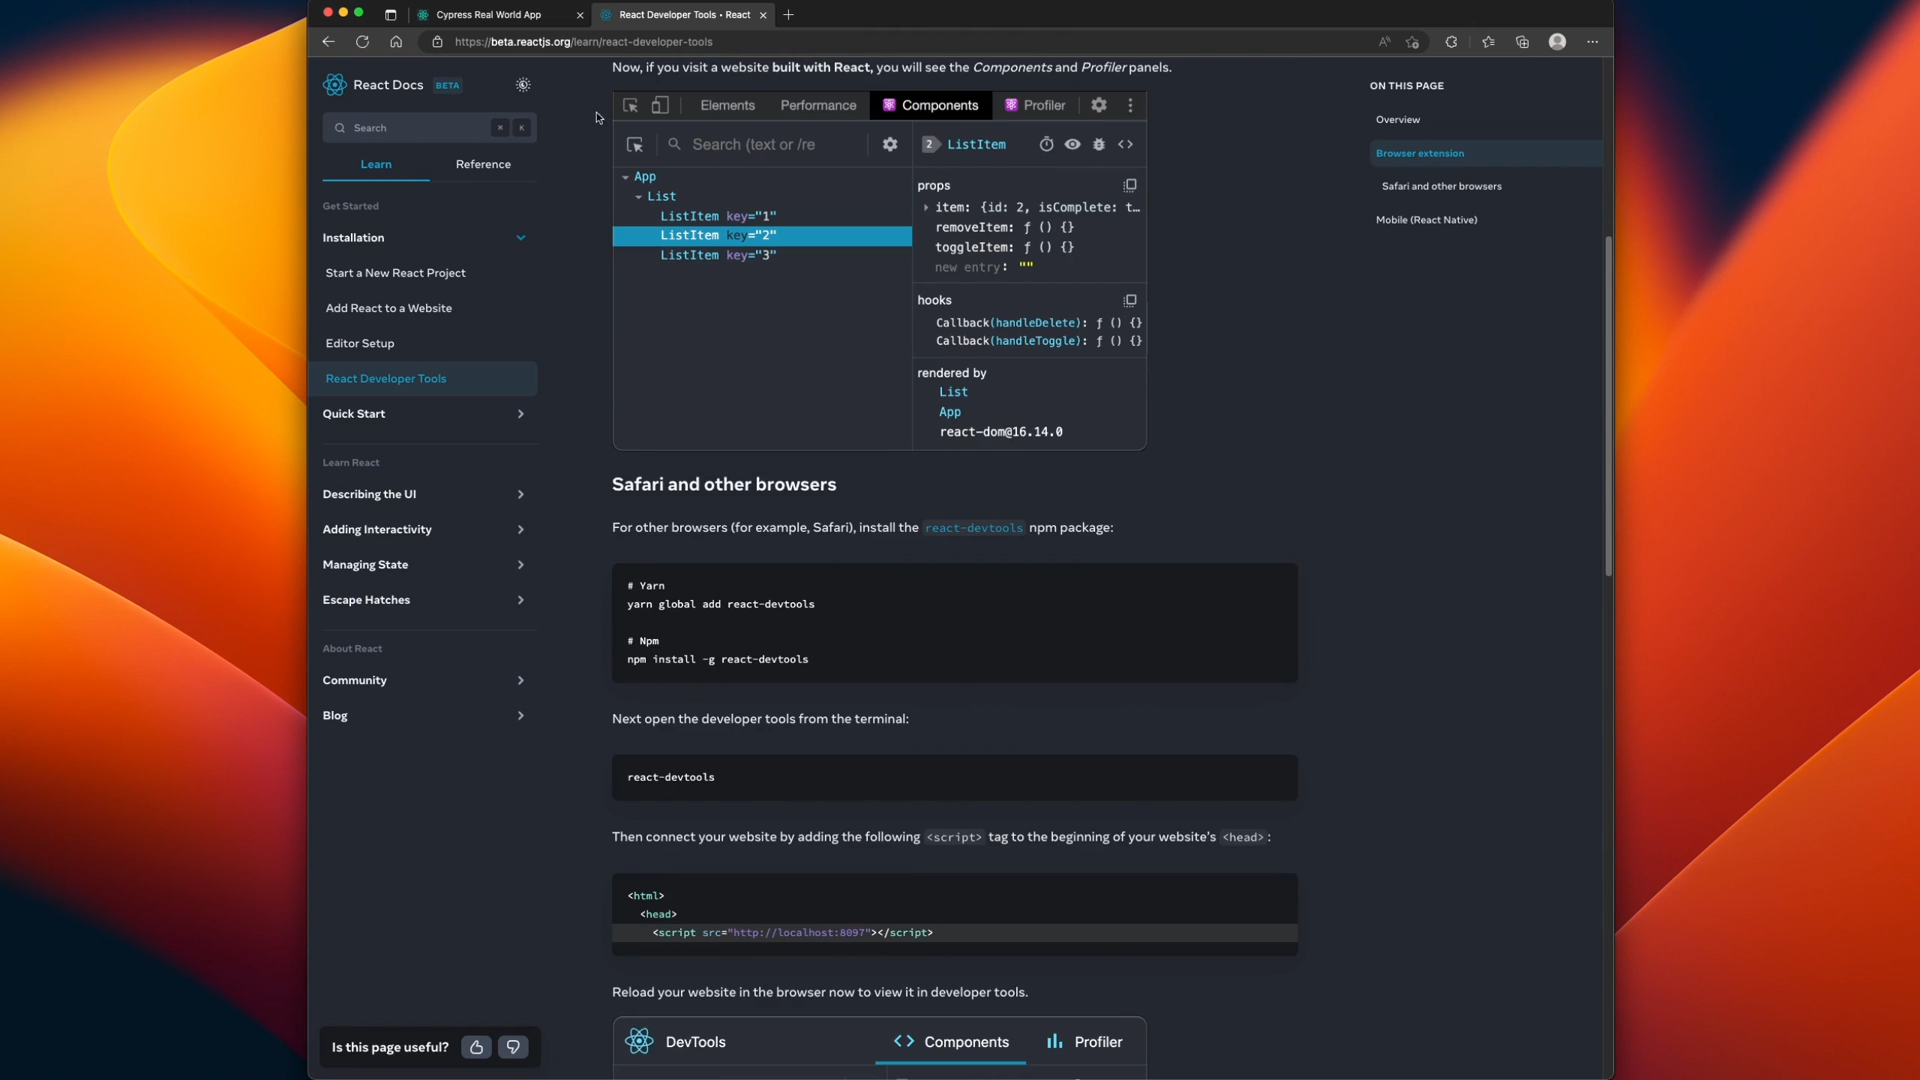 Cypress Real World App
React Developer Tools • React
https://beta.reactjs.org/learn/react-developer-tools
React Docs BETA
Search
K
Learn Reference
Get Started
Installation
Start a New React Project
Add React to a Website
Editor Setup
React Developer Tools
Quick Start
Learn React
Describing the UI
Adding Interactivity
Managing State
Escape Hatches
About React
Community
Blog
Is this page useful?
Now, if you visit a website built with React, you will see the Components and Profiler panels.
Elements Performance Components Profiler
Search (text or /re
2 ListItem
App
List
ListItem key="1"
ListItem key="2"
ListItem key="3"
props
item: {id: 2, isComplete: t…
removeItem: ƒ () {}
toggleItem: ƒ () {}
new entry: ""
hooks
Callback(handleDelete): ƒ () {}
Callback(handleToggle): ƒ () {}
rendered by
List
App
react-dom@16.14.0
Safari and other browsers
For other browsers (for example, Safari), install the react-devtools npm package:
# Yarn
yarn global add react-devtools
# Npm
npm install -g react-devtools
Next open the developer tools from the terminal:
react-devtools
Then connect your website by adding the following <script> tag to the beginning of your website's <head>:
<html>
<head>
<script src="http://localhost:8097"></script>
Reload your website in the browser now to view it in developer tools.
DevTools Components Profiler
ON THIS PAGE
Overview
Browser extension
Safari and other browsers
Mobile (React Native)